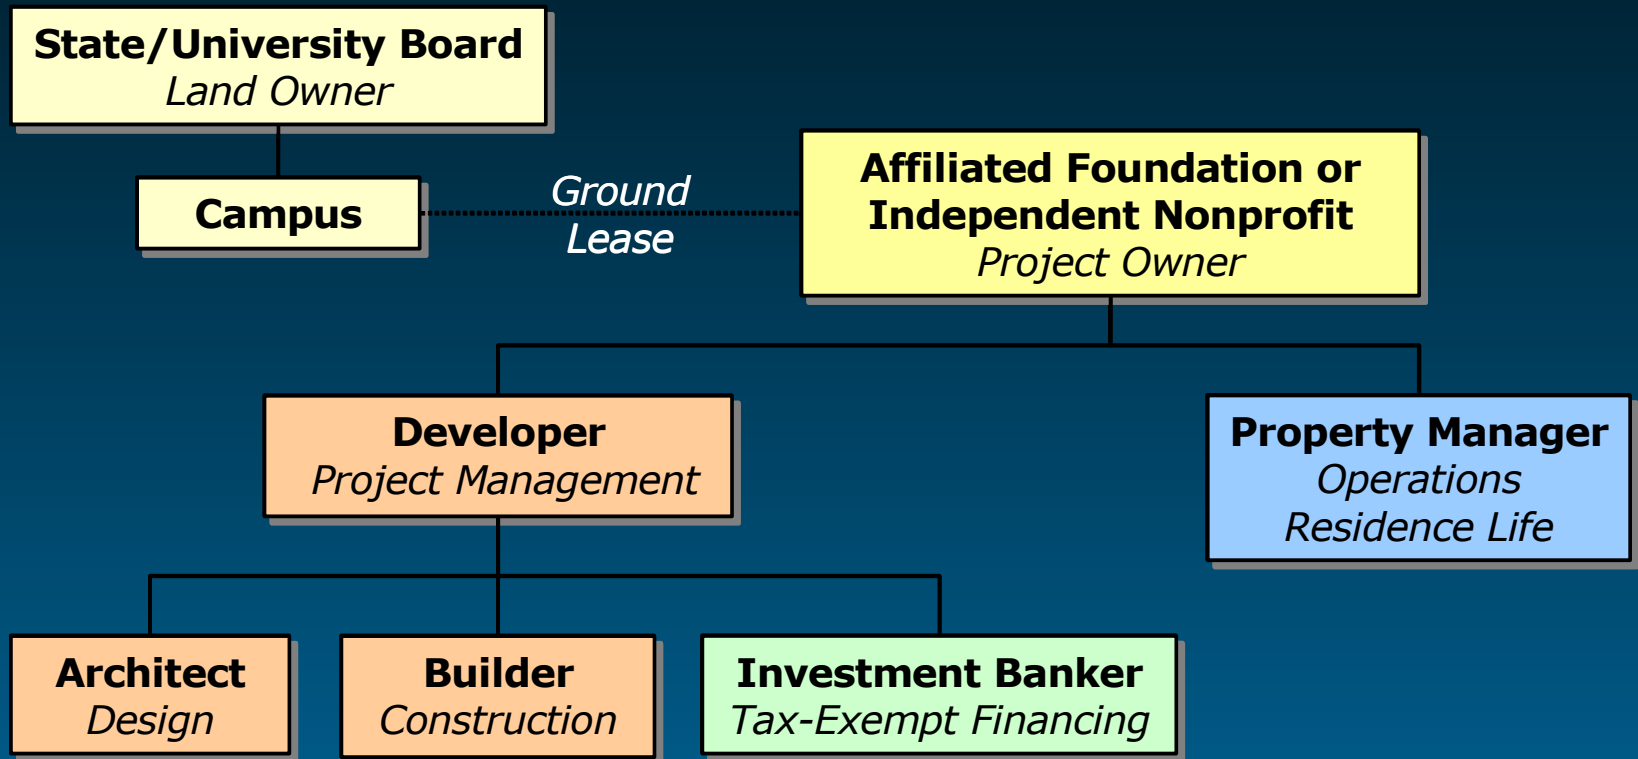 State/University Board
Land Owner
Campus
Ground
Lease
Affiliated Foundation or
Independent Nonprofit
Project Owner
Developer
Project Management
Property Manager
Operations
Residence Life
Architect
Design
Builder
Construction
Investment Banker
Tax-Exempt Financing